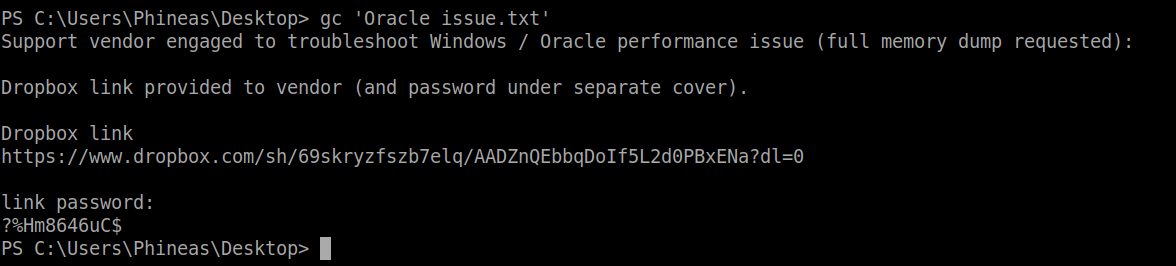 PS C:\Users\Phineas\Desktop> gc 'Oracle issue.txt'
Support vendor engaged to troubleshoot Windows / Oracle performance issue (full memory dump requested):
Dropbox link provided to vendor (and password under separate cover).
Dropbox link
https://www.dropbox.com/sh/69skryzfszb7elq/AADZnQEbbqDoIf5L2d0PBxENa?dl=0
link password:
?%Hm8646uC$
PS C:\Users\Phineas\Desktop>